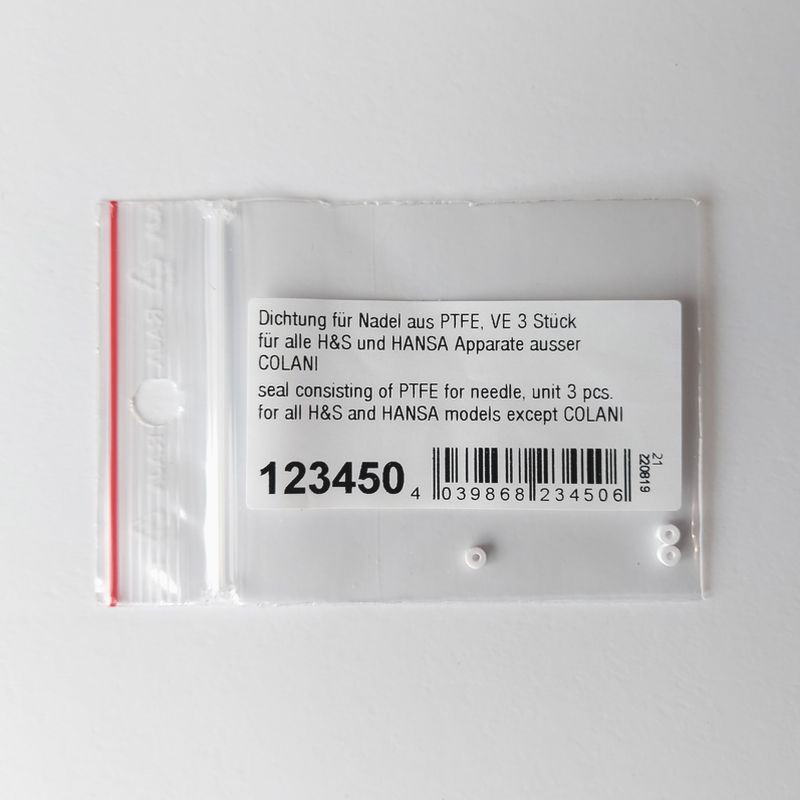 Dichtung für Nadel aus PTFE, VE 3 Stück
für alle H&S und HANSA Apparate ausser
COLANI
seal consisting of PTFE for needle, unit 3 pcs.
for all H&S and HANSA models except COLANI
123450
4 039868 234506
21
220819